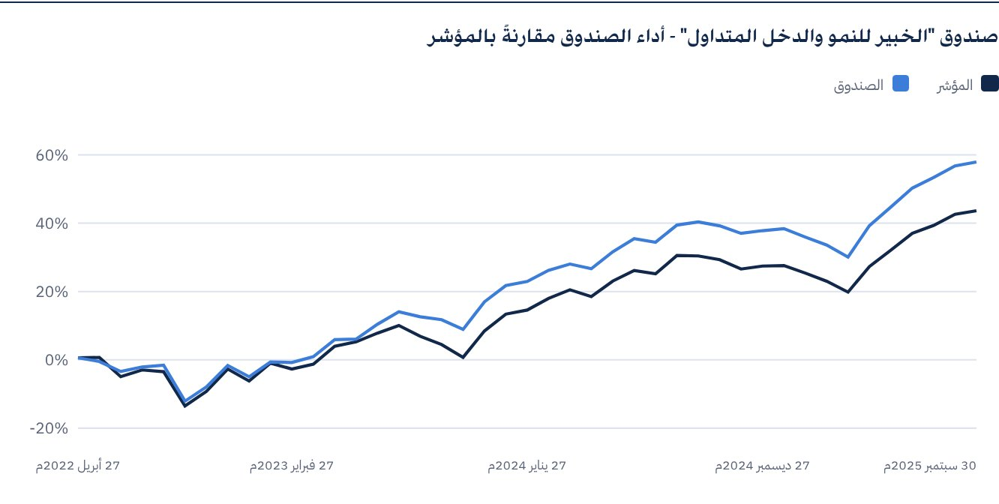 صندوق "الخبير للنمو والدخل المتداول" - أداء الصندوق مقارنةً بالمؤشر
المؤشر
الصندوق
60%
40%
20%
0%
-20%
27 أبريل 2022م
27 فبراير 2023م
27 يناير 2024م
27 ديسمبر 2024م
30 سبتمبر 2025م